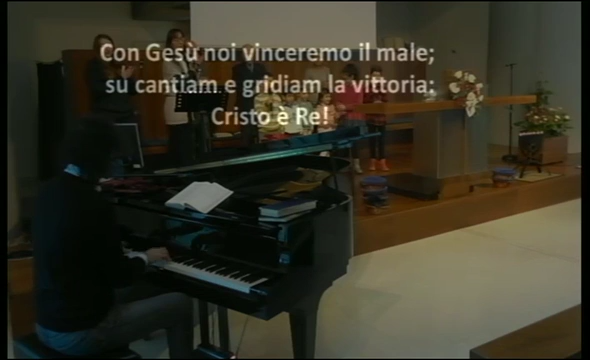 Con Gesù noi vinceremo il male;
su cantiam e gridiam la vittoria:
Cristo è Re!